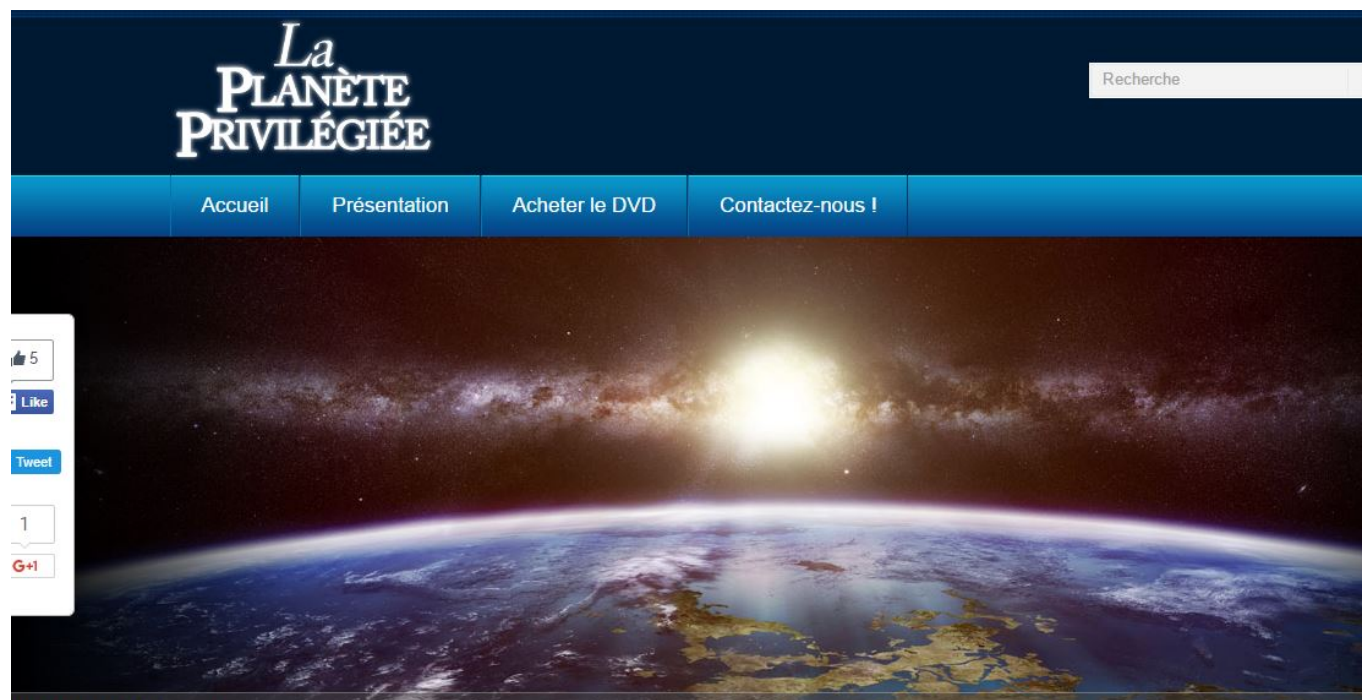 La
PLANÈTE
PRIVILÉGIÉE
Recherche
Accueil Présentation Acheter le DVD Contactez-nous !
5
Like
Tweet
1
G+1